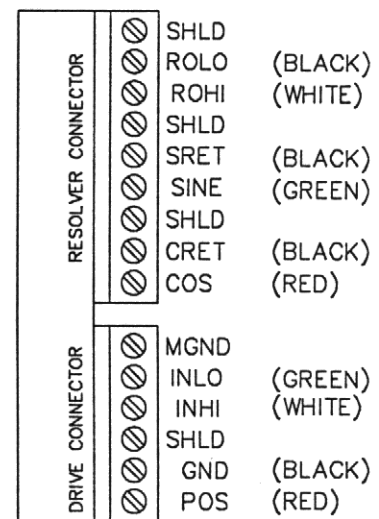 RESOLVER CONNECTOR
SHLD
ROLO (BLACK)
ROHI (WHITE)
SHLD
SRET (BLACK)
SINE (GREEN)
SHLD
CRET (BLACK)
COS (RED)
DRIVE CONNECTOR
MGND
INLO (GREEN)
INHI (WHITE)
SHLD
GND (BLACK)
POS (RED)